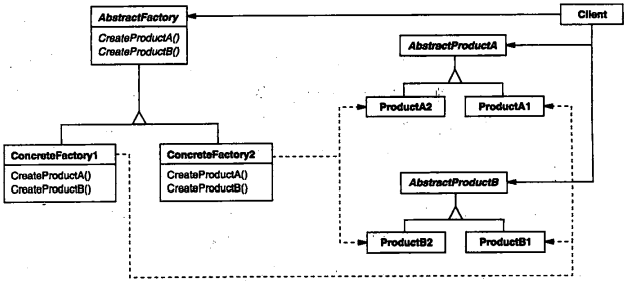 AbstractFactory
CreateProductA()
CreateProductB()
Client
AbstractProductA
ProductA2
ProductA1
ConcreteFactory1
CreateProductA()
CreateProductB()
ConcreteFactory2
CreateProductA()
CreateProductB()
AbstractProductB
ProductB2
ProductB1